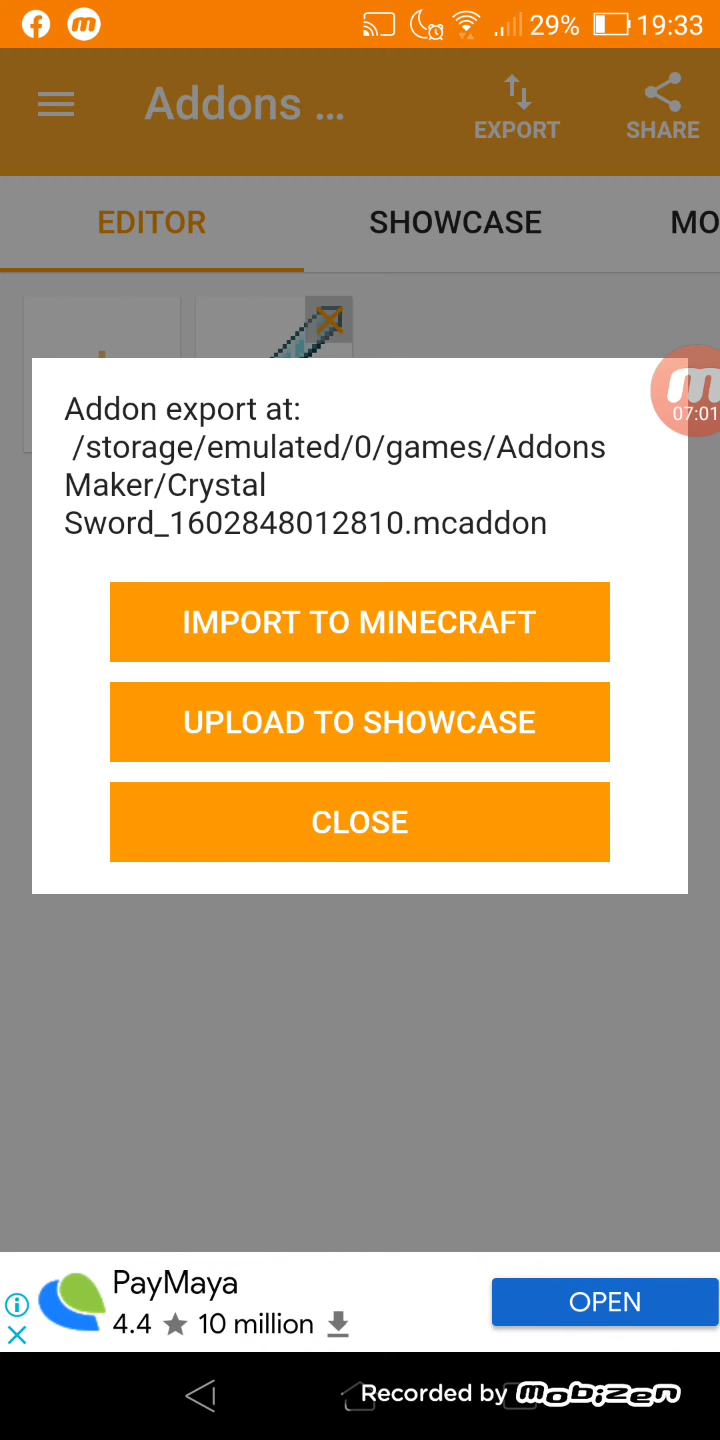 29% 19:33
Addons ...
EXPORT
SHARE
EDITOR
SHOWCASE
MO
07:01
Addon export at:
/storage/emulated/0/games/Addons
Maker/Crystal
Sword_1602848012810.mcaddon
IMPORT TO MINECRAFT
UPLOAD TO SHOWCASE
CLOSE
PayMaya
4.4 ★ 10 million
OPEN
Recorded by mobizen